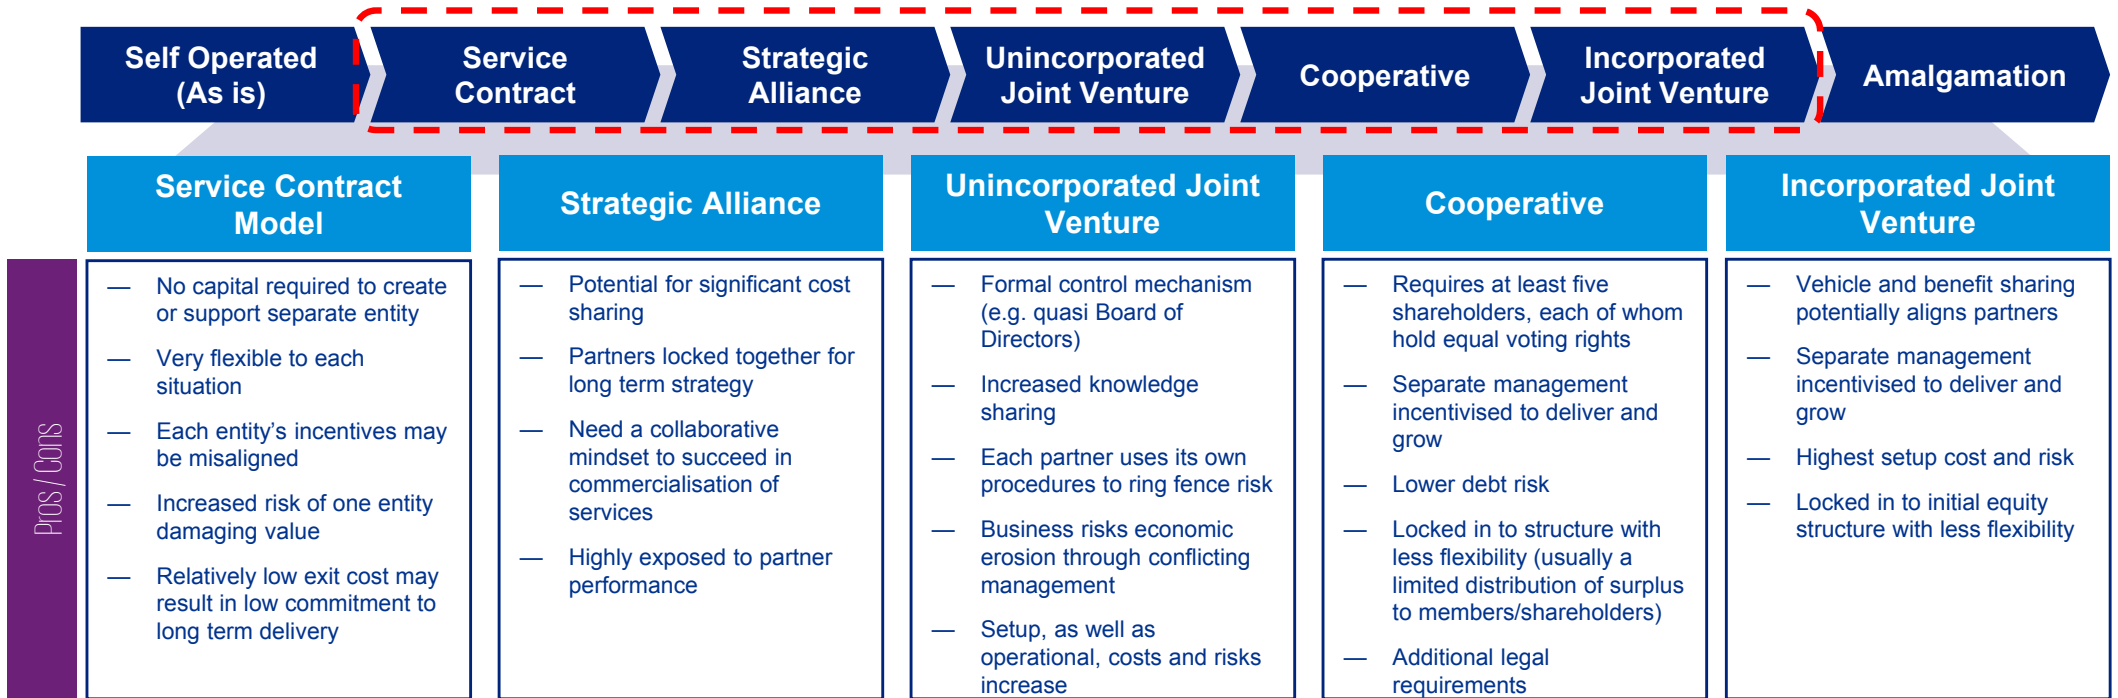 Self Operated
(As is)
Service
Contract
Strategic
Alliance
Unincorporated
Joint Venture
Cooperative
Incorporated
Joint Venture
Amalgamation
Service Contract
Model
Strategic Alliance
Unincorporated Joint
Venture
Cooperative
Incorporated Joint
Venture
Pros / Cons
— No capital required to create
or support separate entity
— Very flexible to each
situation
— Each entity's incentives may
be misaligned
— Increased risk of one entity
damaging value
— Relatively low exit cost may
result in low commitment to
long term delivery
— Potential for significant cost
sharing
— Partners locked together for
long term strategy
— Need a collaborative
mindset to succeed in
commercialisation of
services
— Highly exposed to partner
performance
— Formal control mechanism
(e.g. quasi Board of
Directors)
— Increased knowledge
sharing
— Each partner uses its own
procedures to ring fence risk
— Business risks economic
erosion through conflicting
management
— Setup, as well as
operational, costs and risks
increase
— Requires at least five
shareholders, each of whom
hold equal voting rights
— Separate management
incentivised to deliver and
grow
— Lower debt risk
— Locked in to structure with
less flexibility (usually a
limited distribution of surplus
to members/shareholders)
— Additional legal
requirements
— Vehicle and benefit sharing
potentially aligns partners
— Separate management
incentivised to deliver and
grow
— Highest setup cost and risk
— Locked in to initial equity
structure with less flexibility